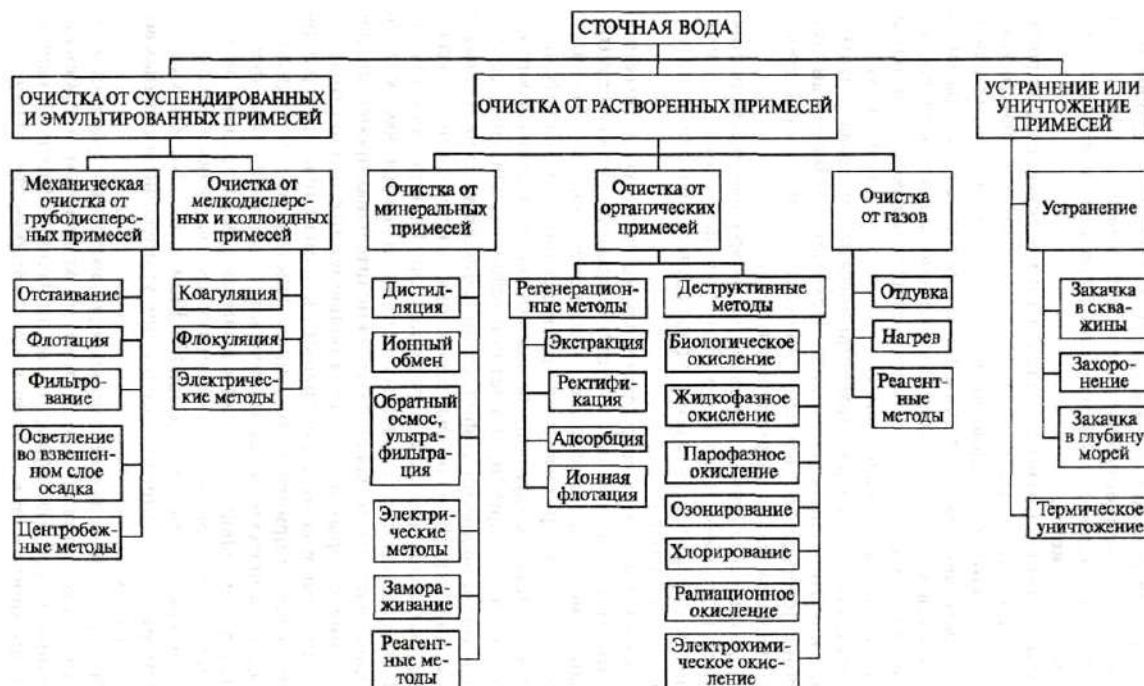 СТОЧНАЯ ВОДА
ОЧИСТКА ОТ СУСПЕНДИРОВАННЫХ
И ЭМУЛЬГИРОВАННЫХ ПРИМЕСЕЙ
Механическая
очистка от
грубодисперс-
ных примесей
Отстаивание
Флотация
Фильтро-
вание
Осветление
во взвешен-
ном слое
осадка
Центробеж-
ные методы
Очистка от
мелкодисперс-
ных и коллоидных
примесей
Коагуляция
Флокуляция
Электричес-
кие методы
ОЧИСТКА ОТ РАСТВОРЕННЫХ ПРИМЕСЕЙ
Очистка от
минеральных
примесей
Дистил-
ляция
Ионный
обмен
Обратный
осмос,
ультра-
фильт-
рация
Электри-
ческие
методы
Замора-
живание
Реагент-
ные ме-
тоды
Очистка от
органических
примесей
Регенерацион-
ные методы
Экстракция
Ректифи-
кация
Адсорбция
Ионная
флотация
Деструктивные
методы
Биологическое
окисление
Жидкофазное
окисление
Парофазное
окисление
Озонирование
Хлорирование
Радиационное
окисление
Электрохими-
ческое окис-
ление
Очистка
от газов
Отдувка
Нагрев
Реагент-
ные
методы
УСТРАНЕНИЕ ИЛИ
УНИЧТОЖЕНИЕ
ПРИМЕСЕЙ
Устранение
Закачка
в сква-
жины
Захоро-
нение
Закачка
в глубину
морей
Термическое
уничтожение